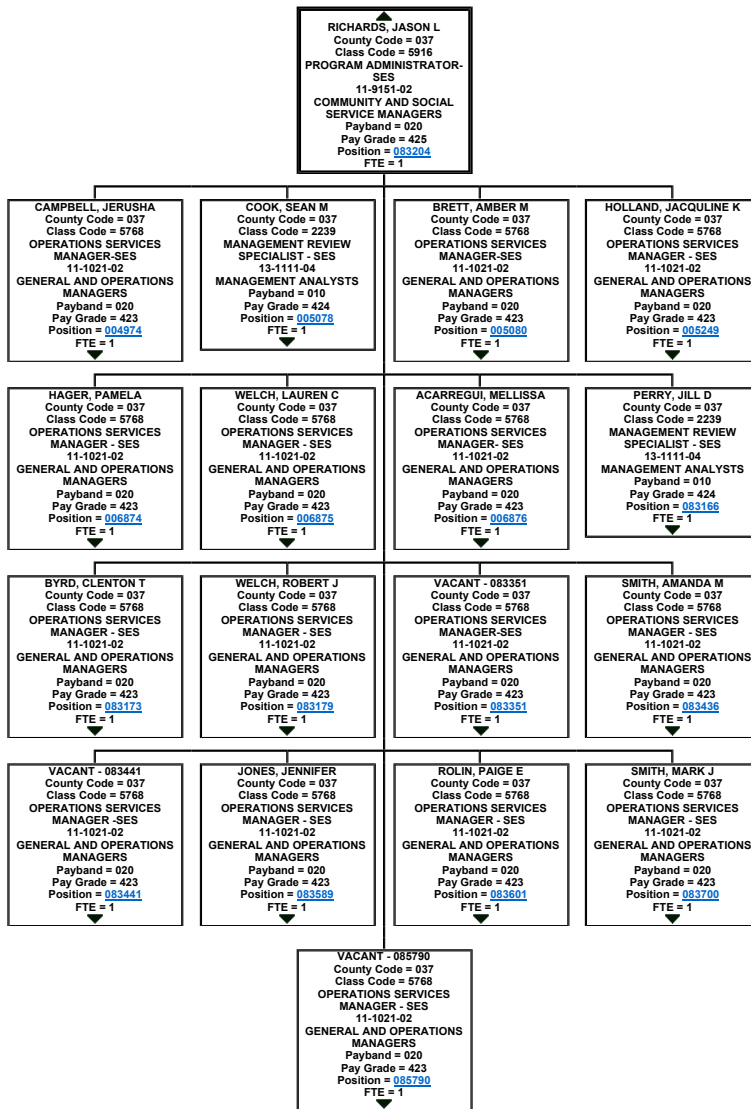 RICHARDS, JASON L
County Code = 037
Class Code = 5916
PROGRAM ADMINISTRATOR-
SES
11-9151-02
COMMUNITY AND SOCIAL
SERVICE MANAGERS
Payband = 020
Pay Grade = 425
Position = 083204
FTE = 1
CAMPBELL, JERUSHA
County Code = 037
Class Code = 5768
OPERATIONS SERVICES
MANAGER-SES
11-1021-02
GENERAL AND OPERATIONS
MANAGERS
Payband = 020
Pay Grade = 423
Position = 004974
FTE = 1
COOK, SEAN M
County Code = 037
Class Code = 2239
MANAGEMENT REVIEW
SPECIALIST - SES
13-1111-04
MANAGEMENT ANALYSTS
Payband = 010
Pay Grade = 424
Position = 005078
FTE = 1
BRETT, AMBER M
County Code = 037
Class Code = 5768
OPERATIONS SERVICES
MANAGER-SES
11-1021-02
GENERAL AND OPERATIONS
MANAGERS
Payband = 020
Pay Grade = 423
Position = 005080
FTE = 1
HOLLAND, JACQULINE K
County Code = 037
Class Code = 5768
OPERATIONS SERVICES
MANAGER - SES
11-1021-02
GENERAL AND OPERATIONS
MANAGERS
Payband = 020
Pay Grade = 423
Position = 005249
FTE = 1
HAGER, PAMELA
County Code = 037
Class Code = 5768
OPERATIONS SERVICES
MANAGER - SES
11-1021-02
GENERAL AND OPERATIONS
MANAGERS
Payband = 020
Pay Grade = 423
Position = 006874
FTE = 1
WELCH, LAUREN C
County Code = 037
Class Code = 5768
OPERATIONS SERVICES
MANAGER - SES
11-1021-02
GENERAL AND OPERATIONS
MANAGERS
Payband = 020
Pay Grade = 423
Position = 006875
FTE = 1
ACARREGUI, MELLISSA
County Code = 037
Class Code = 5768
OPERATIONS SERVICES
MANAGER- SES
11-1021-02
GENERAL AND OPERATIONS
MANAGERS
Payband = 020
Pay Grade = 423
Position = 006876
FTE = 1
PERRY, JILL D
County Code = 037
Class Code = 2239
MANAGEMENT REVIEW
SPECIALIST - SES
13-1111-04
MANAGEMENT ANALYSTS
Payband = 010
Pay Grade = 424
Position = 083166
FTE = 1
BYRD, CLENTON T
County Code = 037
Class Code = 5768
OPERATIONS SERVICES
MANAGER - SES
11-1021-02
GENERAL AND OPERATIONS
MANAGERS
Payband = 020
Pay Grade = 423
Position = 083173
FTE = 1
WELCH, ROBERT J
County Code = 037
Class Code = 5768
OPERATIONS SERVICES
MANAGER - SES
11-1021-02
GENERAL AND OPERATIONS
MANAGERS
Payband = 020
Pay Grade = 423
Position = 083179
FTE = 1
VACANT - 083351
County Code = 037
Class Code = 5768
OPERATIONS SERVICES
MANAGER-SES
11-1021-02
GENERAL AND OPERATIONS
MANAGERS
Payband = 020
Pay Grade = 423
Position = 083351
FTE = 1
SMITH, AMANDA M
County Code = 037
Class Code = 5768
OPERATIONS SERVICES
MANAGER - SES
11-1021-02
GENERAL AND OPERATIONS
MANAGERS
Payband = 020
Pay Grade = 423
Position = 083436
FTE = 1
VACANT - 083441
County Code = 037
Class Code = 5768
OPERATIONS SERVICES
MANAGER -SES
11-1021-02
GENERAL AND OPERATIONS
MANAGERS
Payband = 020
Pay Grade = 423
Position = 083441
FTE = 1
JONES, JENNIFER
County Code = 037
Class Code = 5768
OPERATIONS SERVICES
MANAGER - SES
11-1021-02
GENERAL AND OPERATIONS
MANAGERS
Payband = 020
Pay Grade = 423
Position = 083589
FTE = 1
ROLIN, PAIGE E
County Code = 037
Class Code = 5768
OPERATIONS SERVICES
MANAGER - SES
11-1021-02
GENERAL AND OPERATIONS
MANAGERS
Payband = 020
Pay Grade = 423
Position = 083601
FTE = 1
SMITH, MARK J
County Code = 037
Class Code = 5768
OPERATIONS SERVICES
MANAGER - SES
11-1021-02
GENERAL AND OPERATIONS
MANAGERS
Payband = 020
Pay Grade = 423
Position = 083700
FTE = 1
VACANT - 085790
County Code = 037
Class Code = 5768
OPERATIONS SERVICES
MANAGER - SES
11-1021-02
GENERAL AND OPERATIONS
MANAGERS
Payband = 020
Pay Grade = 423
Position = 085790
FTE = 1